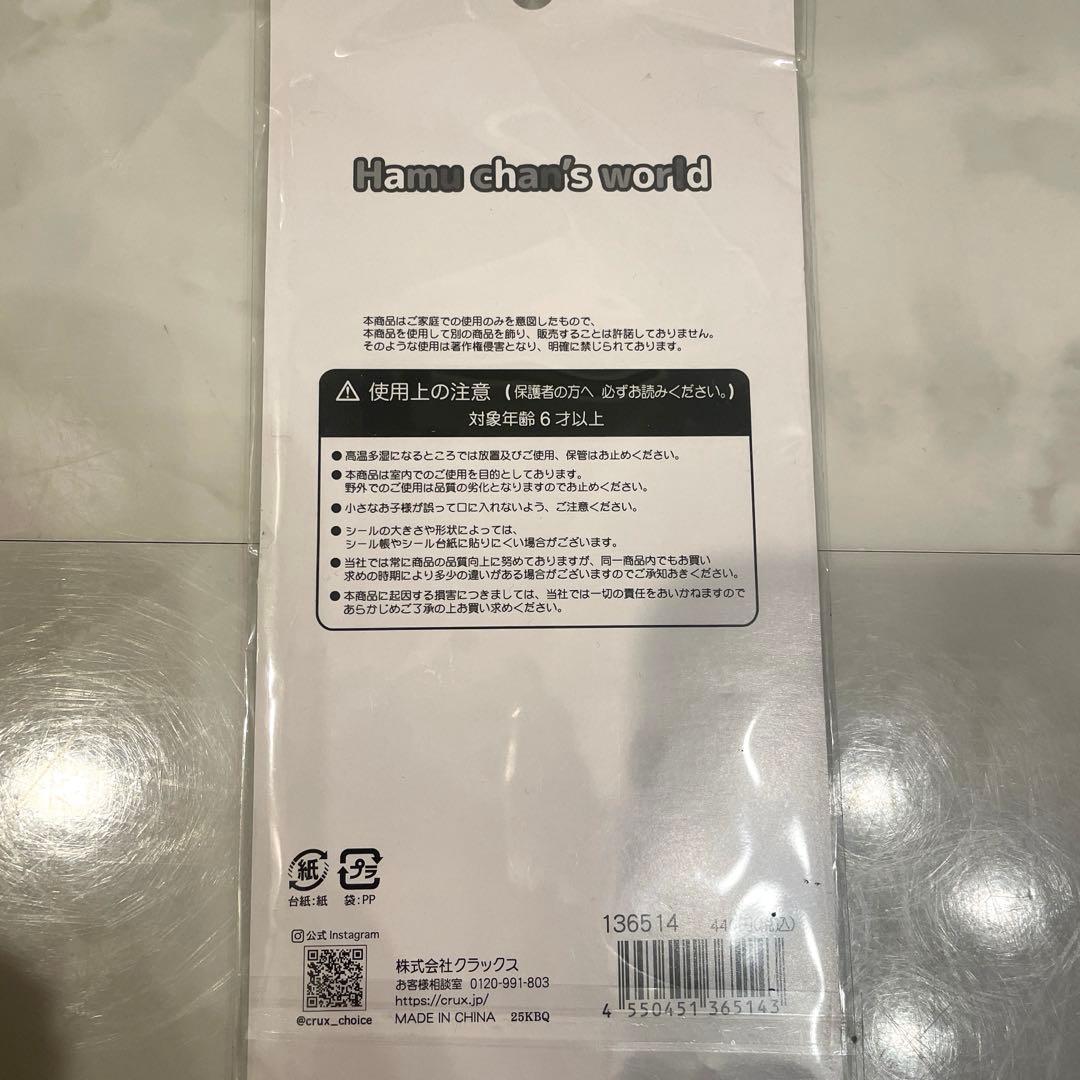 Hamu chan's world
本商品はご家庭での使用のみを意図したもので、
本商品を使用して別の商品を飾り、販売することは許諾しておりません。
そのような使用は著作権侵害となり、明確に禁じられております。
使用上の注意 (保護者の方へ 必ずお読みください。)
対象年齢6才以上
●高温多湿になるところでは放置及びご使用、保管はお止めください。
●本商品は室内でのご使用を目的としております。
野外でのご使用は品質の劣化となりますのでお止めください。
●小さなお子様が誤って口に入れないよう、ご注意ください。
●シールの大きさや形状によっては、
シール帳やシール台紙に貼りにくい場合がございます。
●当社では常に商品の品質向上に努めておりますが、同一商品内でもお買い
求めの時期により多少の違いがある場合がございますのでご承知おきください。
●本商品に起因する損害につきましては、当社では一切の責任をおいかねますので
あらかじめご了承の上お買い求めください。
紙
プラ
台紙:紙
袋:PP
公式Instagram
@crux_choice
株式会社クラックス
お客様相談室 0120-991-803
https://crux.jp/
MADE IN CHINA 25KBQ
136514
4 550451 365143